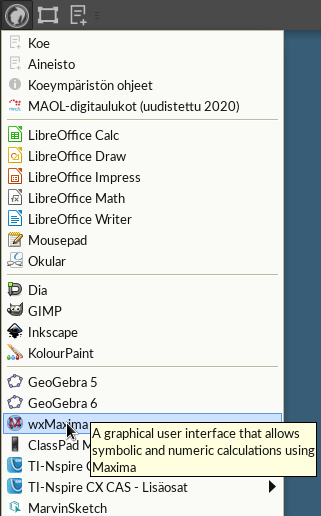 Koe
Aineisto
Koeympäristön ohjeet
MAOL-digitaulukot (uudistettu 2020)
LibreOffice Calc
LibreOffice Draw
LibreOffice Impress
LibreOffice Math
LibreOffice Writer
Mousepad
Okular
Dia
GIMP
Inkscape
KolourPaint
GeoGebra 5
GeoGebra 6
wxMaxima
ClassPad M
A graphical user interface that allows
symbolic and numeric calculations using
Maxima
TI-Nspire C
TI-Nspire CX CAS - Lisäosat
MarvinSketch